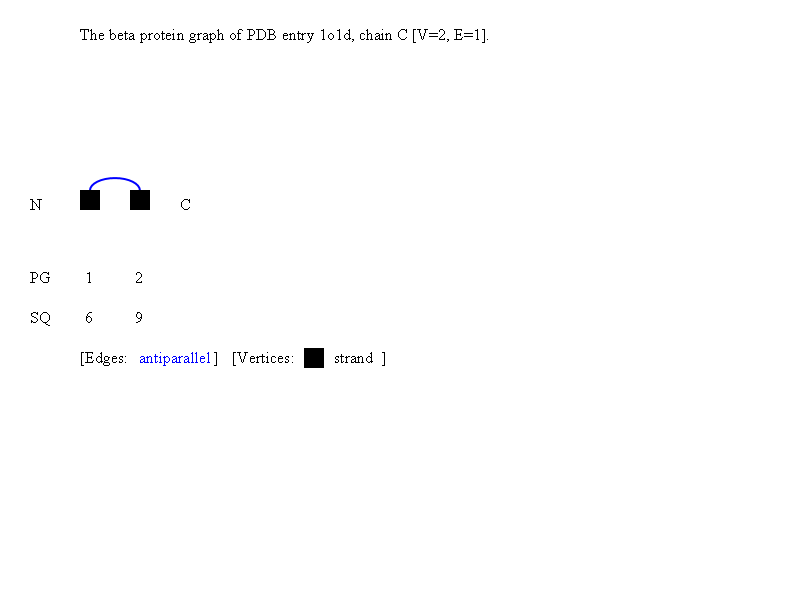 The beta protein graph of PDB entry 1o1d, chain C [V=2, E=1].
N C
PG 1 2
SQ 6 9
[Edges: antiparallel] [Vertices: strand ]